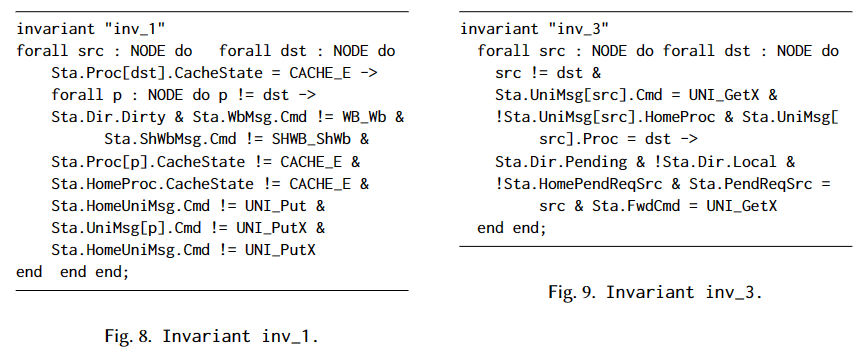 invariant "inv_1"
forall src : NODE do   forall dst : NODE do
    Sta.Proc[dst].CacheState = CACHE_E ->
    forall p : NODE do p != dst ->
    Sta.Dir.Dirty & Sta.WbMsg.Cmd != WB_Wb &
        Sta.ShWbMsg.Cmd != SHWB_ShWb &
    Sta.Proc[p].CacheState != CACHE_E &
    Sta.HomeProc.CacheState != CACHE_E &
    Sta.HomeUniMsg.Cmd != UNI_Put &
    Sta.UniMsg[p].Cmd != UNI_PutX &
    Sta.HomeUniMsg.Cmd != UNI_PutX
end  end end;
Fig. 8. Invariant inv_1.
invariant "inv_3"
  forall src : NODE do forall dst : NODE do
    src != dst &
    Sta.UniMsg[src].Cmd = UNI_GetX &
    !Sta.UniMsg[src].HomeProc & Sta.UniMsg[
        src].Proc = dst ->
    Sta.Dir.Pending & !Sta.Dir.Local &
    !Sta.HomePendReqSrc & Sta.PendReqSrc =
        src & Sta.FwdCmd = UNI_GetX
  end end;
Fig. 9. Invariant inv_3.